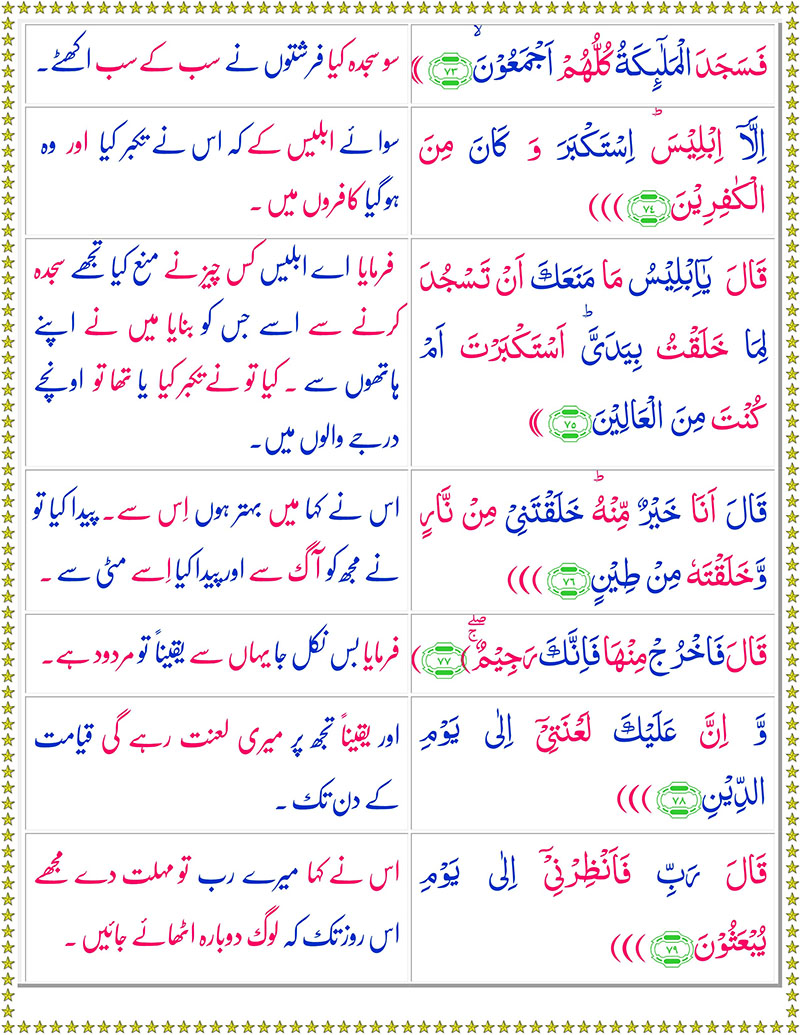 فَسَجَدَ الْمَلٰٓئِكَةُ كُلُّهُمْ اَجْمَعُوْنَۙ ﴿۷۳﴾
سو سجدہ کیا فرشتوں نے سب کے سب اکھٹے۔
اِلَّاۤ اِبْلِیْسَ ؕ اِسْتَكْبَرَ وَ كَانَ مِنَ
الْكٰفِرِیْنَ ﴿۷۴﴾
سوائے ابلیس کے کہ اس نے تکبر کیا اور وہ
ہوگیا کافروں میں ۔
قَالَ یٰۤاِبْلِیْسُ مَا مَنَعَكَ اَنْ تَسْجُدَ
لِمَا خَلَقْتُ بِیَدَیَّ ؕ اَسْتَكْبَرْتَ اَمْ
كُنْتَ مِنَ الْعَالِیْنَ ﴿۷۵﴾
فرمایا اے ابلیس کس چیز نے منع کیا تجھے سجدہ
کرنے سے اسے جس کو بنایا میں نے اپنے
ہاتھوں سے ۔ کیا تو نے تکبر کیا یا تھا تو اونچے
درجے والوں میں۔
قَالَ اَنَا خَیْرٌ مِّنْهُ ؕ خَلَقْتَنِیْ مِنْ نَّارٍ
وَّخَلَقْتَهٗ مِنْ طِیْنٍ ﴿۷۶﴾
اس نے کہا میں بہتر ہوں اِس سے۔ پیدا کیا تو
نے مجھ کو آگ سے اور پیدا کیا اِسے مٹی سے ۔
قَالَ فَاخْرُجْ مِنْهَا فَاِنَّكَ رَجِیْمٌ ۚۖ ﴿۷۷﴾
فرمایا بس نکل جا یہاں سے یقیناً تو مردود ہے۔
وَّ اِنَّ عَلَیْكَ لَعْنَتِیْۤ اِلٰی یَوْمِ
الدِّیْنِ ﴿۷۸﴾
اور یقیناً تجھ پر میری لعنت رہے گی قیامت
کے دن تک ۔
قَالَ رَبِّ فَاَنْظِرْنِیْۤ اِلٰی یَوْمِ
یُبْعَثُوْنَ ﴿۷۹﴾
اس نے کہا میرے رب تو مہلت دے مجھے
اس روز تک کہ لوگ دوبارہ اٹھائے جائیں ۔